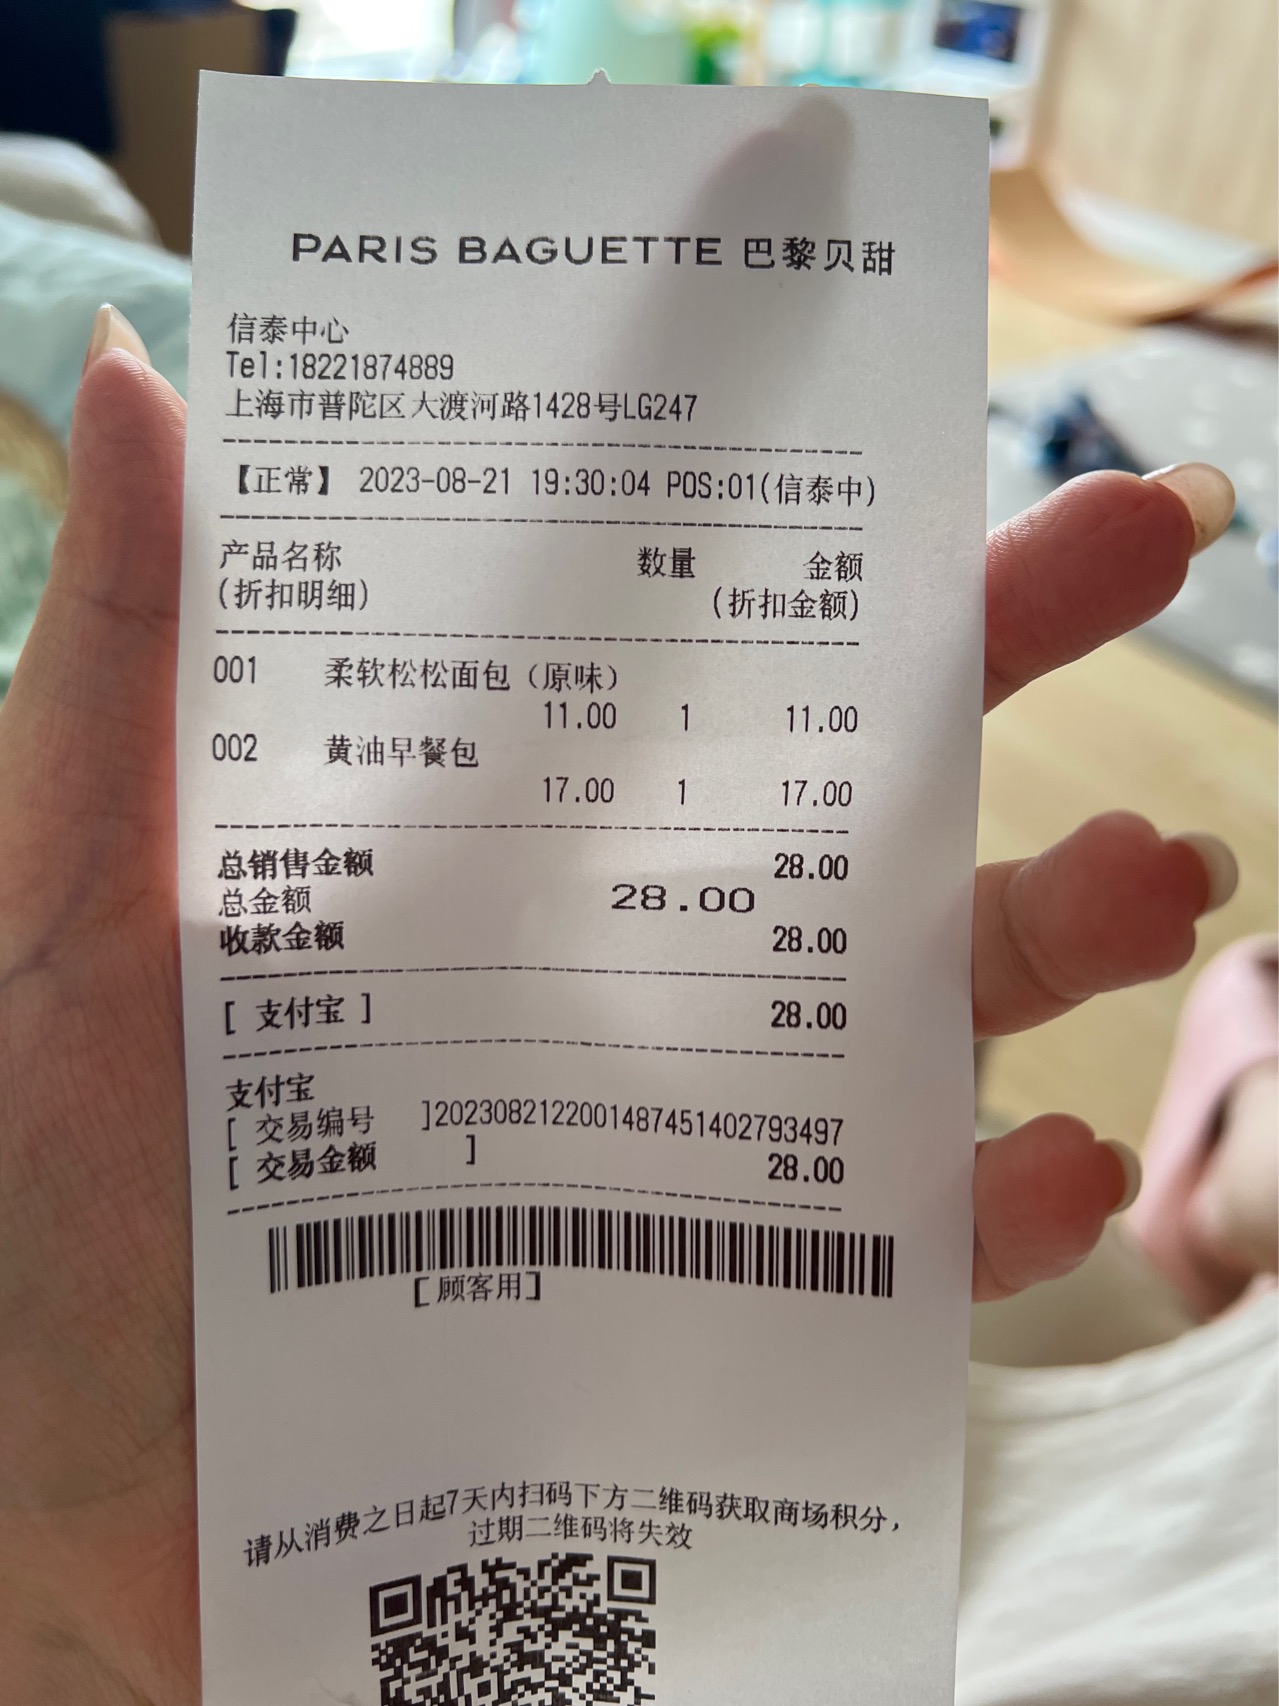 PARIS BAGUETTE 巴黎贝甜
信泰中心
Tel:18221874889
上海市普陀区大渡河路1428号LG247
【正常】 2023-08-21 19:30:04 POS:01(信泰中)
产品名称 数量 金额
(折扣明细) (折扣金额)
001 柔软松松面包（原味）
11.00 1 11.00
002 黄油早餐包
17.00 1 17.00
总销售金额 28.00
总金额 28.00
收款金额 28.00
[ 支付宝 ] 28.00
支付宝
[ 交易编号 ]2023082122001487451402793497
[ 交易金额 ] 28.00
[顾客用]
请从消费之日起7天内扫码下方二维码获取商场积分，
过期二维码将失效